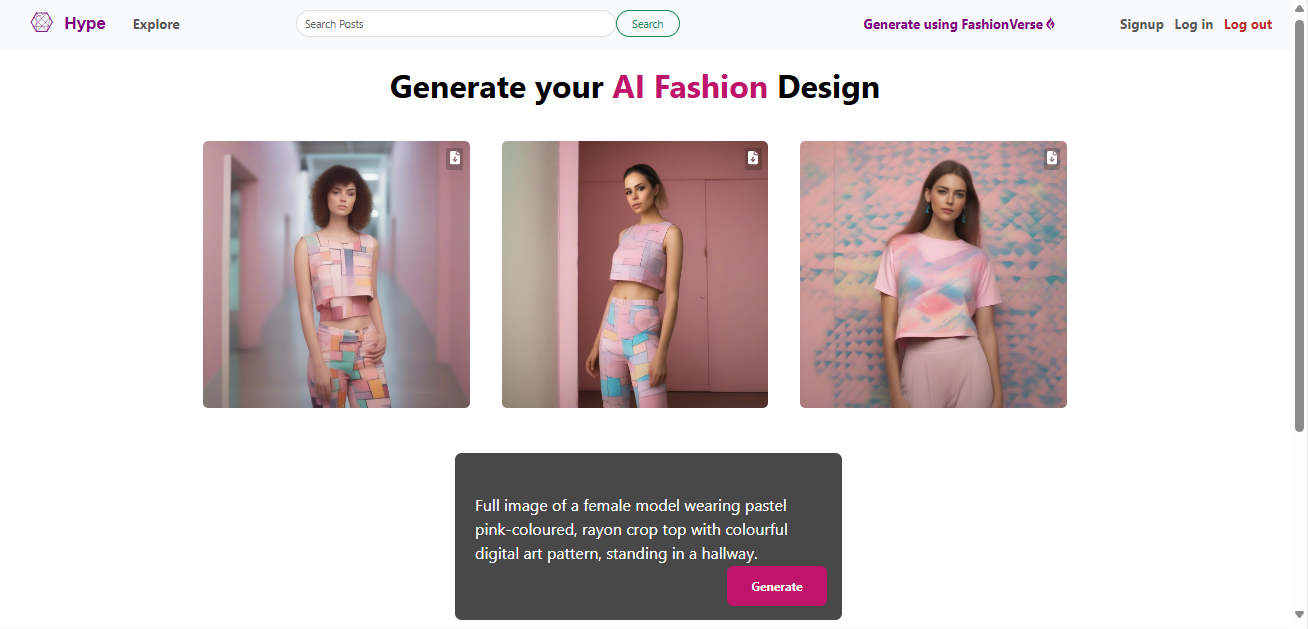 Hype
Explore
Search Posts
Search
Generate using FashionVerse
Signup
Log in
Log out
Generate your AI Fashion Design
Full image of a female model wearing pastel
pink-coloured, rayon crop top with colourful
digital art pattern, standing in a hallway.
Generate